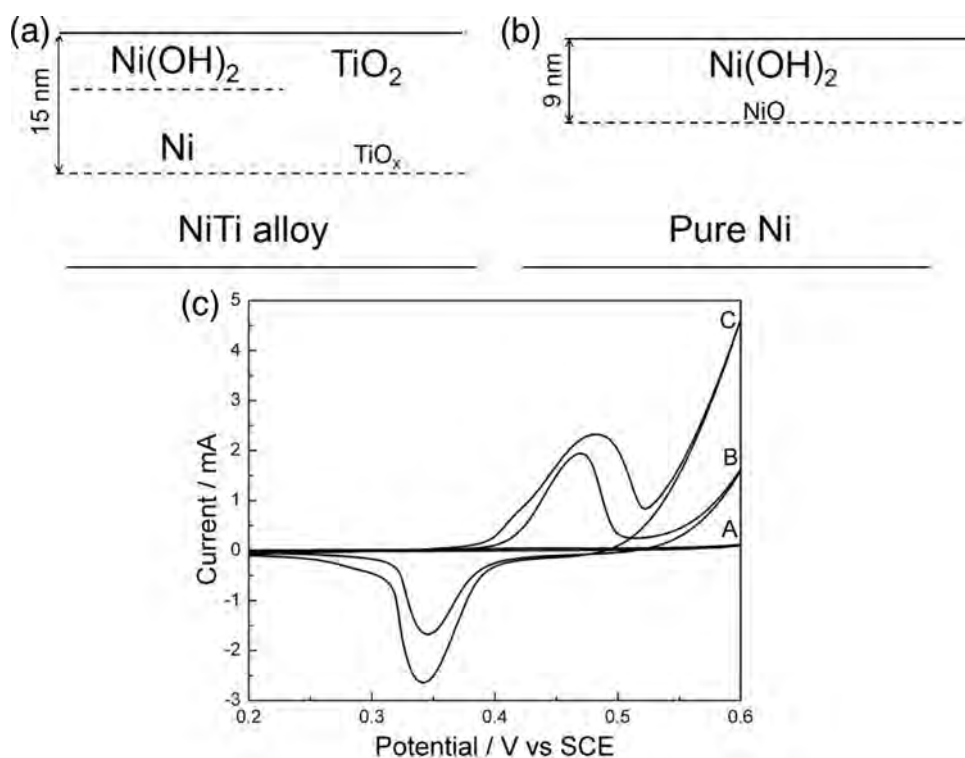 (a)
Ni(OH)₂ TiO₂
15 nm
Ni TiOₓ
NiTi alloy
(b)
Ni(OH)₂
9 nm
NiO
Pure Ni
(c)
5
4
3
2
1
0
-1
-2
-3
Current / mA
C
B
A
0.2 0.3 0.4 0.5 0.6
Potential / V vs SCE